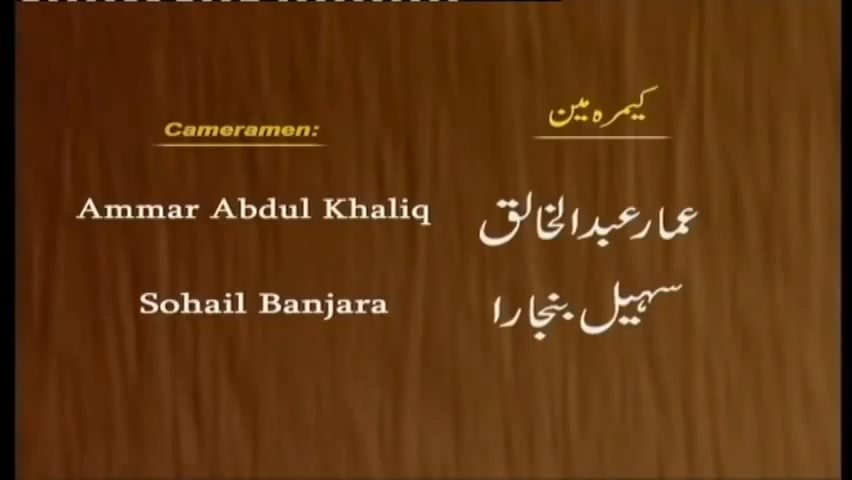 Cameramen:
کیمرہ مین
Ammar Abdul Khaliq
عمار عبدالخالق
Sohail Banjara
سہیل بنجارا